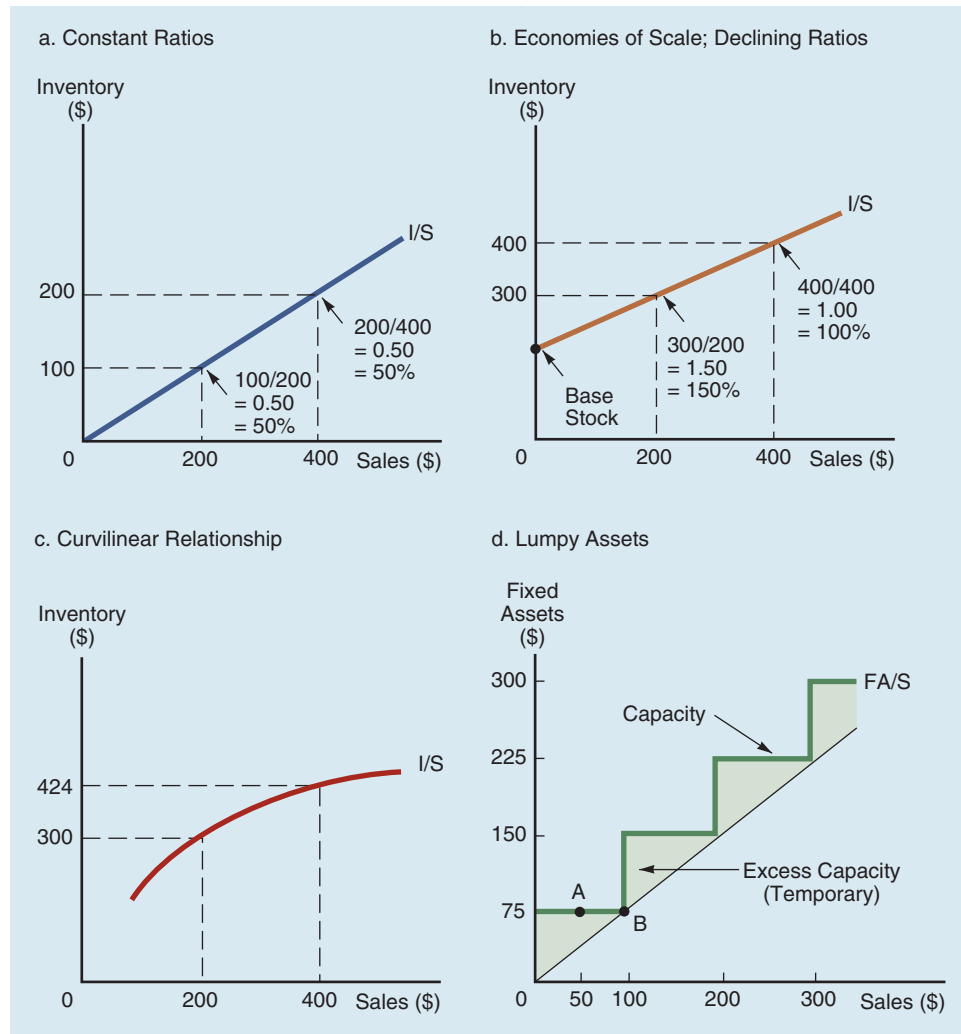 a. Constant Ratios
Inventory
($)
I/S
200
100
200/400
= 0.50
= 50%
100/200
= 0.50
= 50%
0
200
400
Sales ($)
b. Economies of Scale; Declining Ratios
Inventory
($)
I/S
400
300
400/400
= 1.00
= 100%
300/200
= 1.50
= 150%
Base
Stock
0
200
400
Sales ($)
c. Curvilinear Relationship
Inventory
($)
I/S
424
300
0
200
400
Sales ($)
d. Lumpy Assets
Fixed
Assets
($)
300
FA/S
Capacity
225
150
Excess Capacity
(Temporary)
A
75
B
0
50
100
200
300
Sales ($)